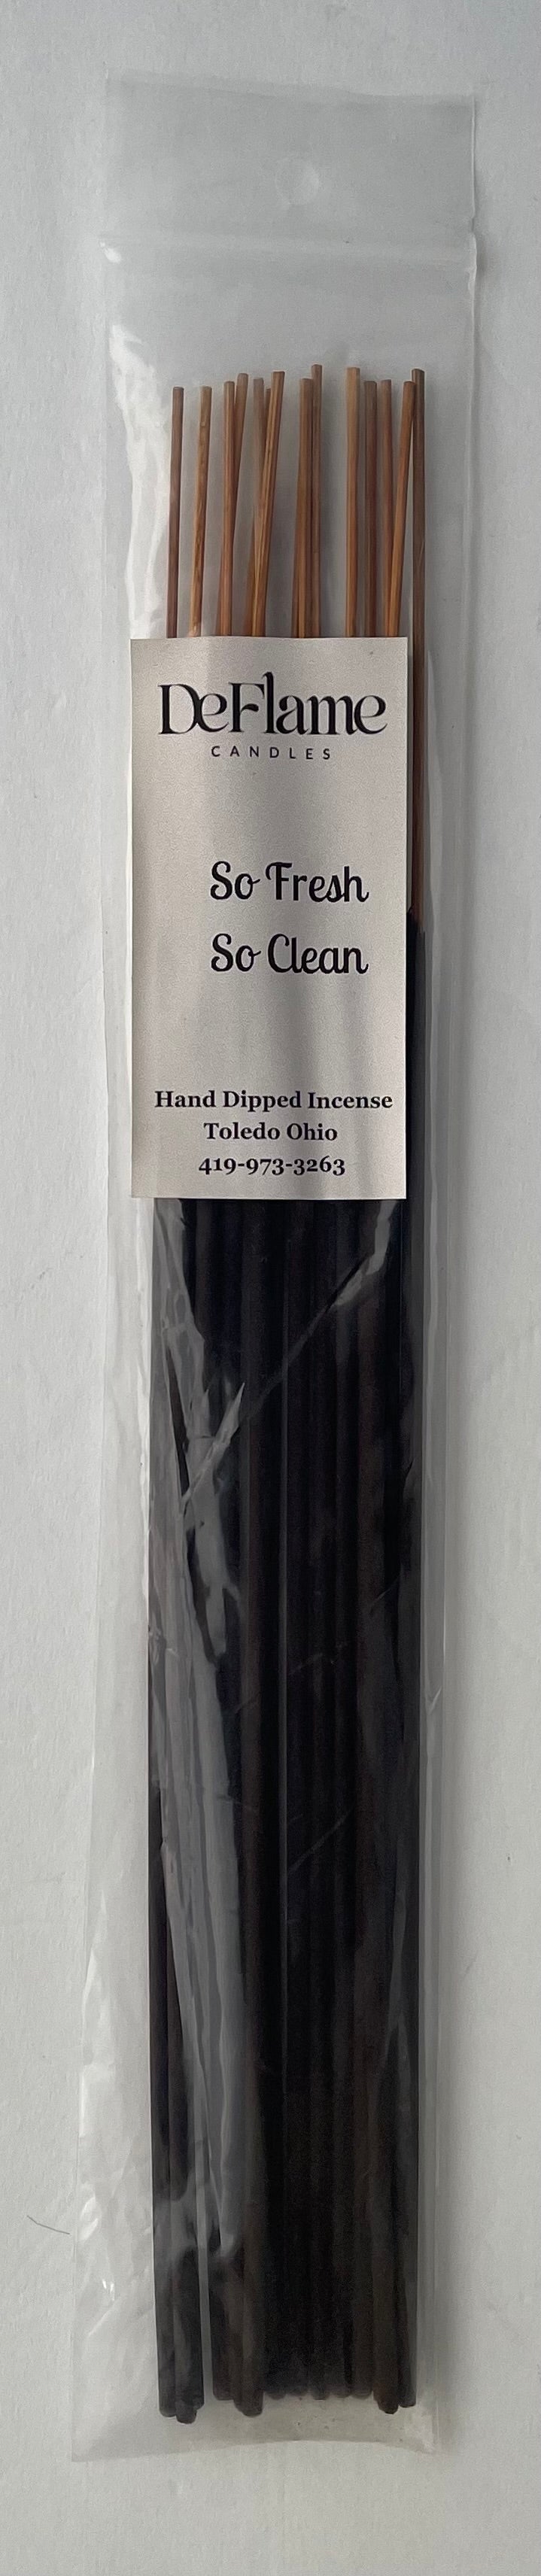 DeFlame
CANDLES
So Fresh
So Clean
Hand Dipped Incense
Toledo Ohio
419-973-3263